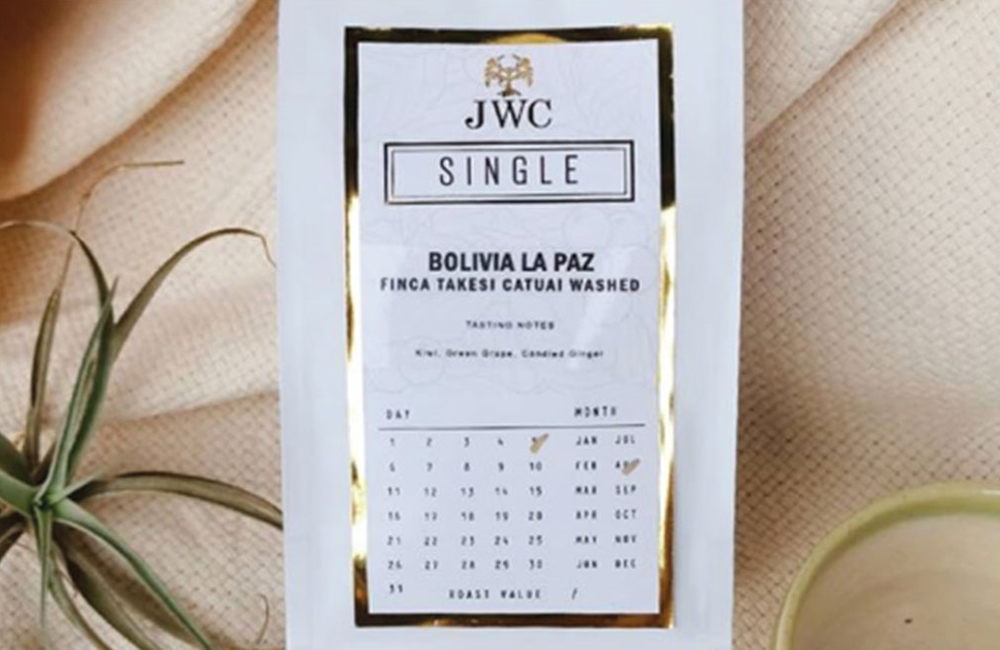 JWC
SINGLE
BOLIVIA LA PAZ
FINCA TAKESI CATUAI WASHED
TASTING NOTES
Kiwi, Green Grape, Candied Ginger
DAY MONTH
1 2 3 4 JAN JUL
6 7 8 9 10 FEB
11 12 13 14 15 MAR SEP
16 17 18 19 20 APR OCT
21 22 23 24 25 MAY NOV
26 27 28 29 30 JUN DEC
31 ROAST VALUE /